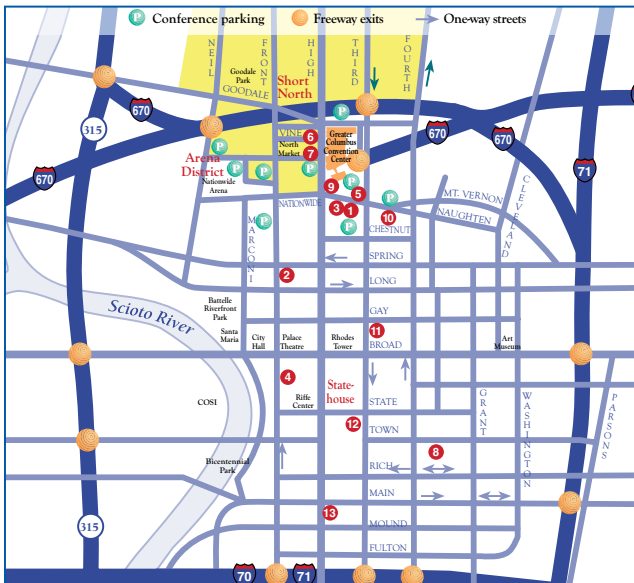 P Conference parking
Freeway exits
One-way streets
NEIL
FRONT
HIGH
THIRD
FOURTH
Goodale
Park
GOODALE
Short
North
670
315
670
670
670
670
71
P
P
VINE
6
North
Market
7
Greater
Columbus
Convention
Center
Arena
District
P
P
P
P
Nationwide
Arena
9
5
P
MT. VERNON
NAUGHTEN
CLEVELAND
NATIONWIDE
3
1
10
P
P
CHESTNUT
MARCONI
SPRING
2
LONG
Scioto River
Battelle
Riverfront
Park
GAY
Santa
Maria
City
Hall
Palace
Theatre
Rhodes
Tower
11
BROAD
Art
Museum
4
State-
house
COSI
Riffe
Center
STATE
GRANT
WASHINGTON
PARSONS
12
TOWN
8
Bicentennial
Park
RICH
MAIN
13
315
MOUND
FULTON
70
71